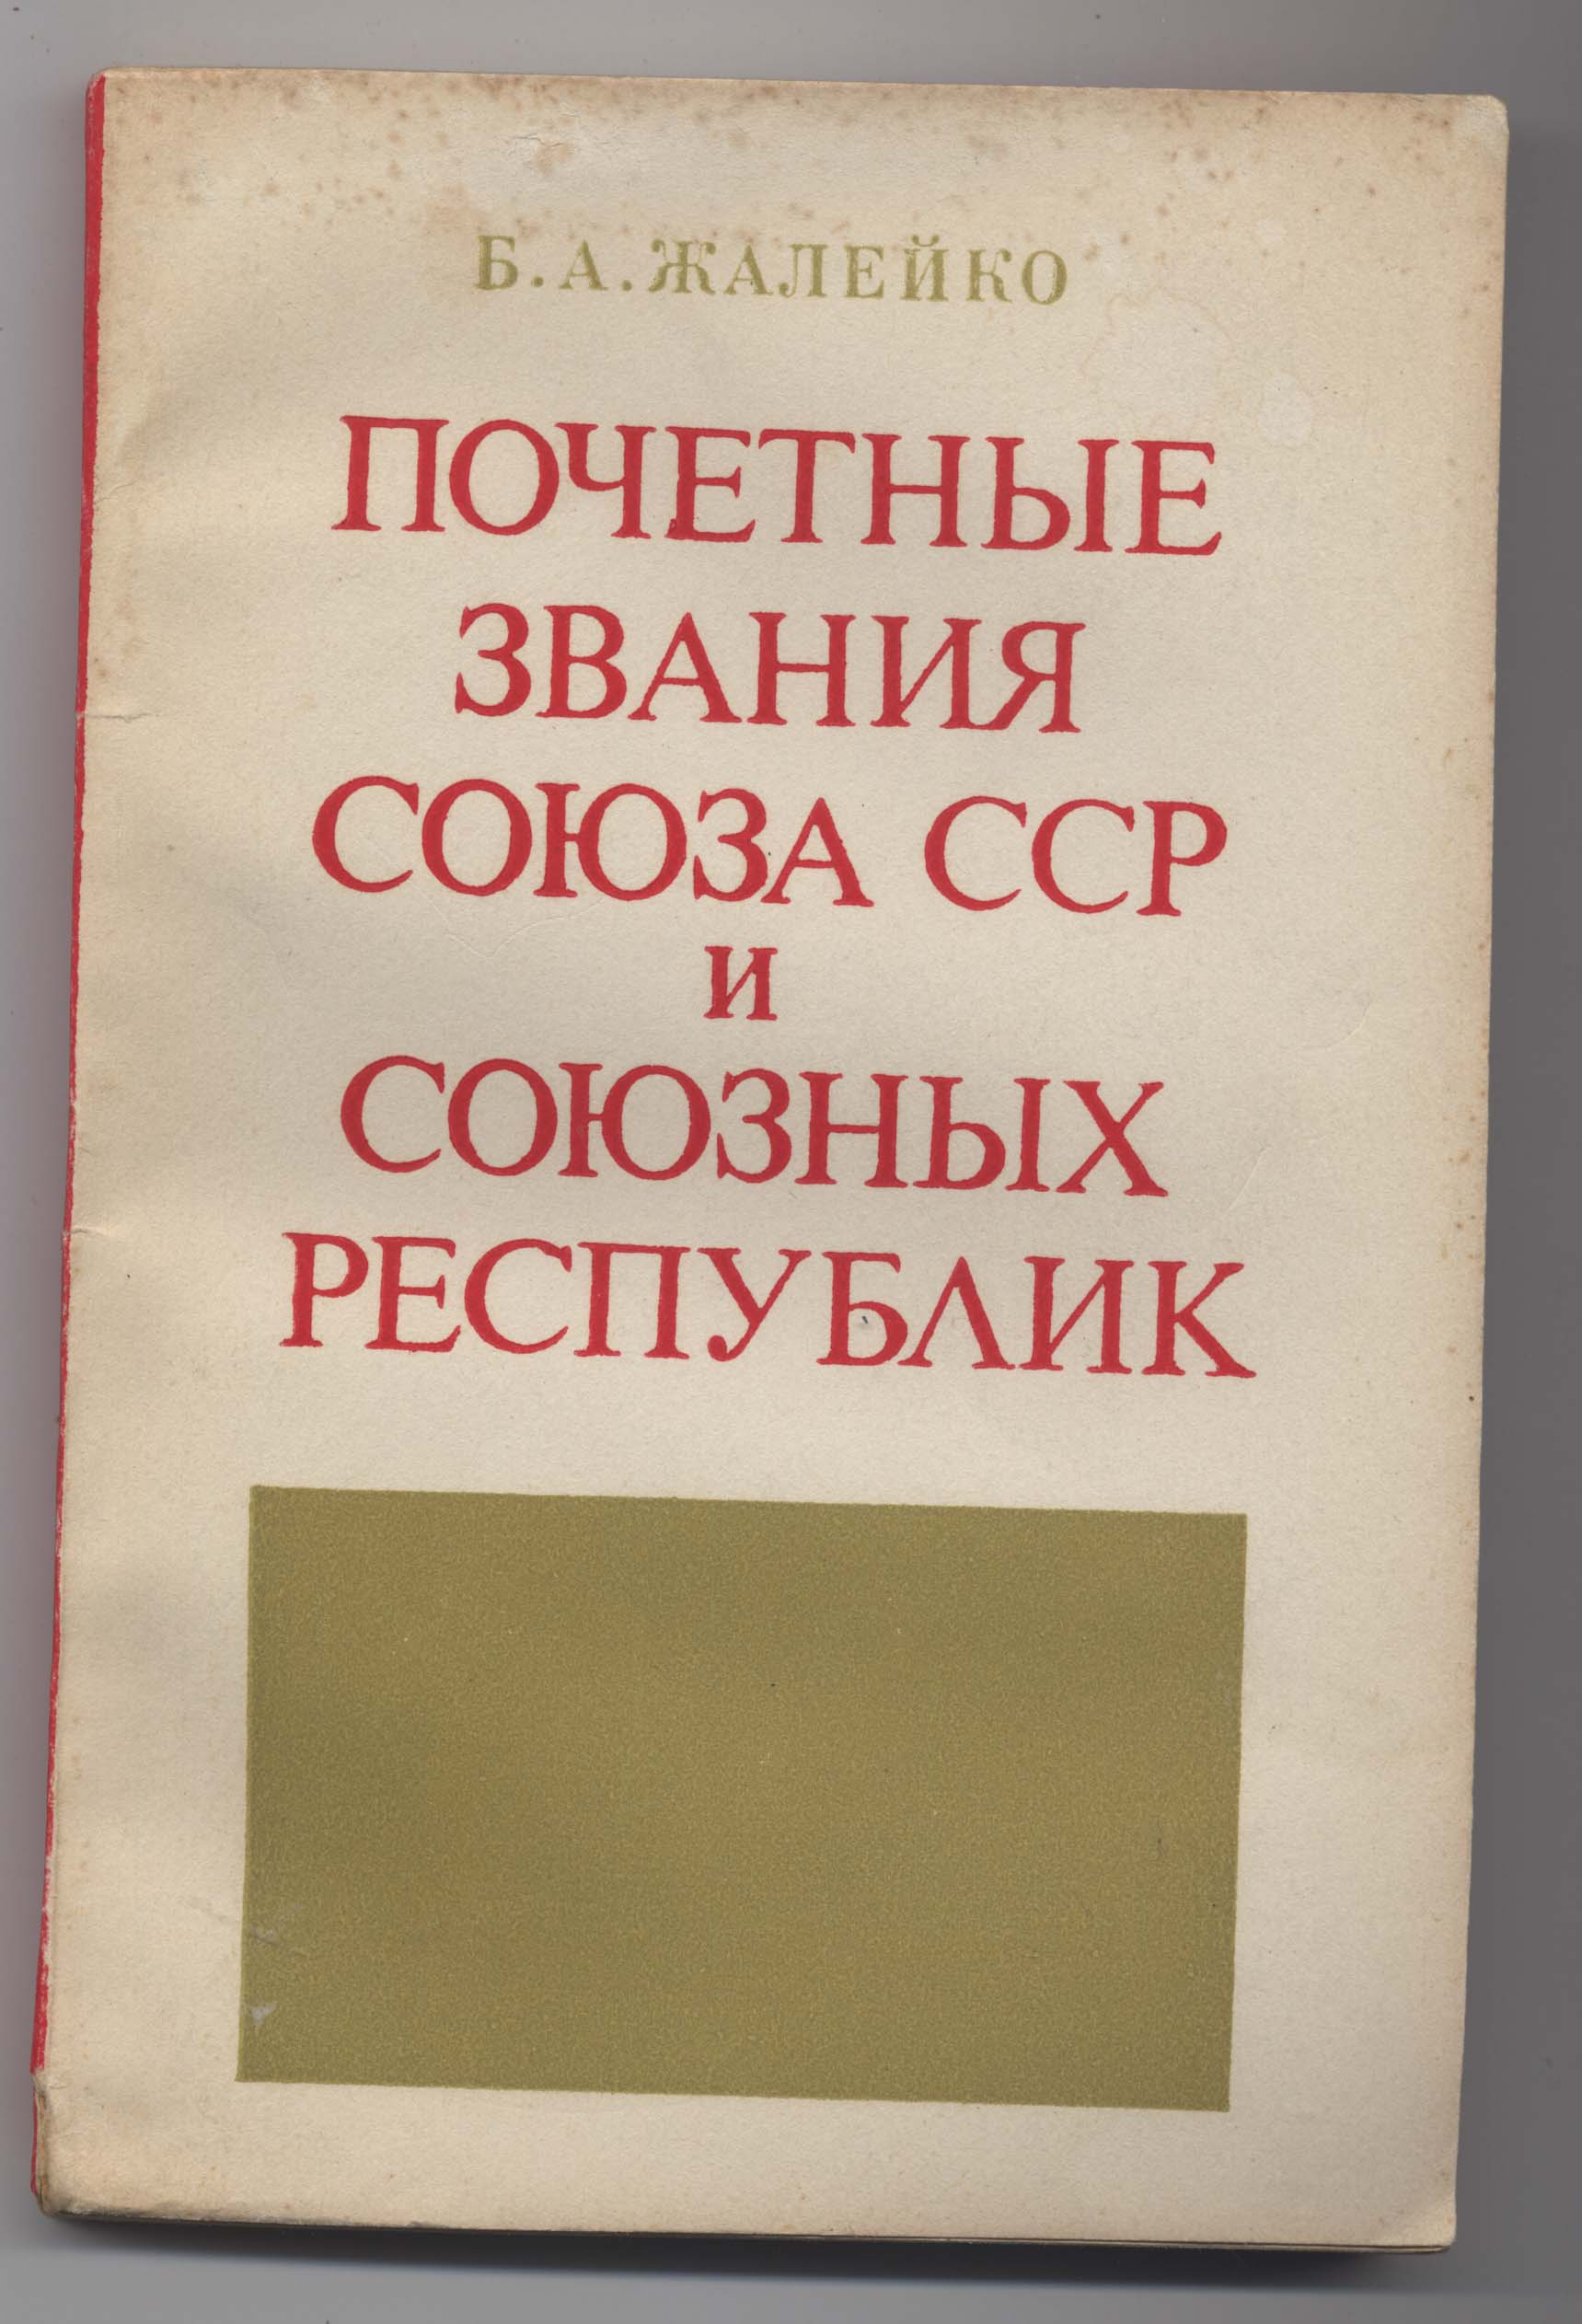 Б.А.ЖАЛЕЙКО
ПОЧЕТНЫЕ
ЗВАНИЯ
СОЮЗА ССР
И
СОЮЗНЫХ
РЕСПУБЛИК